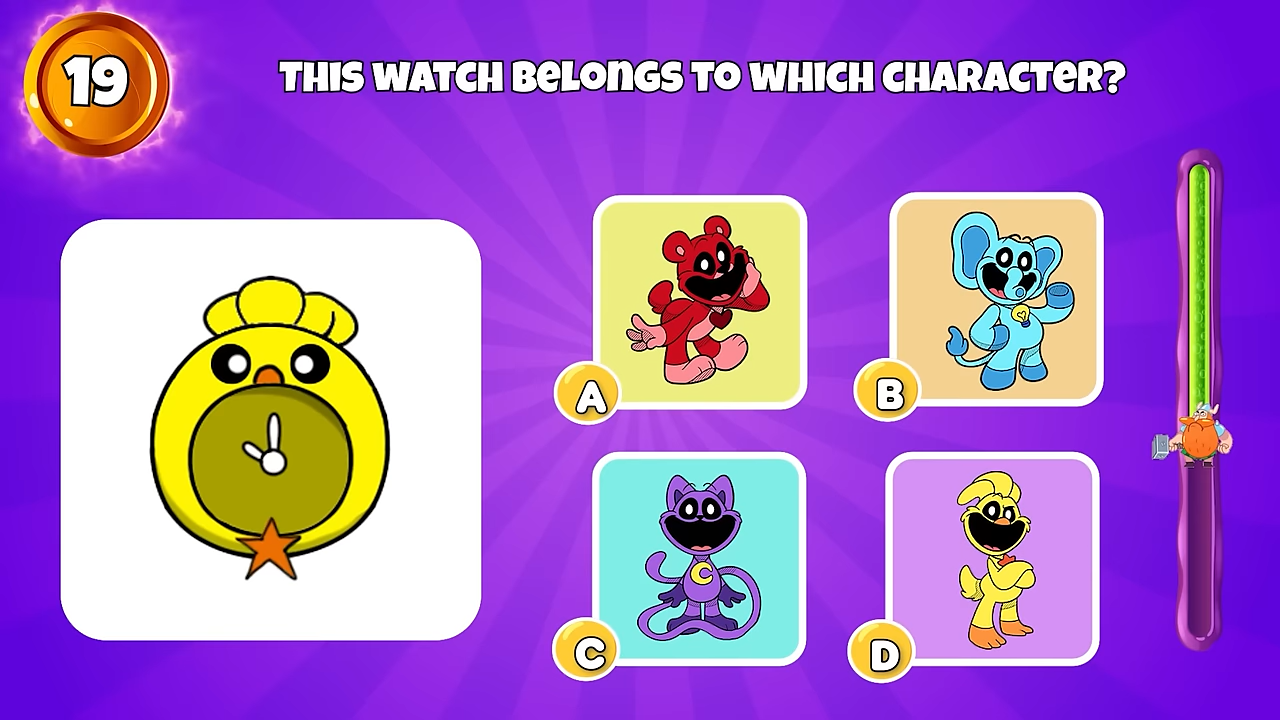 19
THIS WATCH BELONGS TO WHICH CHARACTER?
A
B
C
C
D